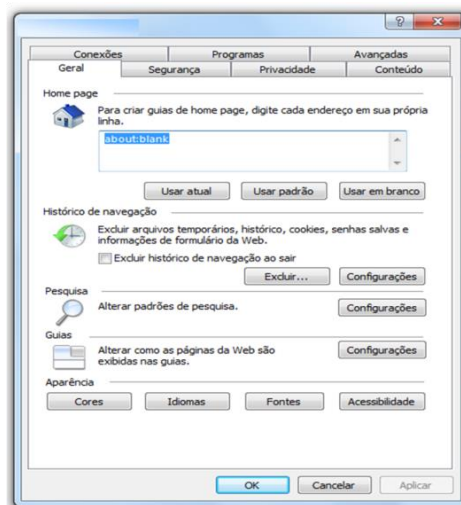 Conexões Programas Avançadas
Geral Segurança Privacidade Conteúdo
Home page
Para criar guias de home page, digite cada endereço em sua própria
linha.
about:blank
Usar atual Usar padrão Usar em branco
Histórico de navegação
Excluir arquivos temporários, histórico, cookies, senhas salvas e
informações de formulário da Web.
Excluir histórico de navegação ao sair
Excluir... Configurações
Pesquisa
Alterar padrões de pesquisa. Configurações
Guias
Alterar como as páginas da Web são Configurações
exibidas nas guias.
Aparência
Cores Idiomas Fontes Acessibilidade
OK Cancelar Aplicar